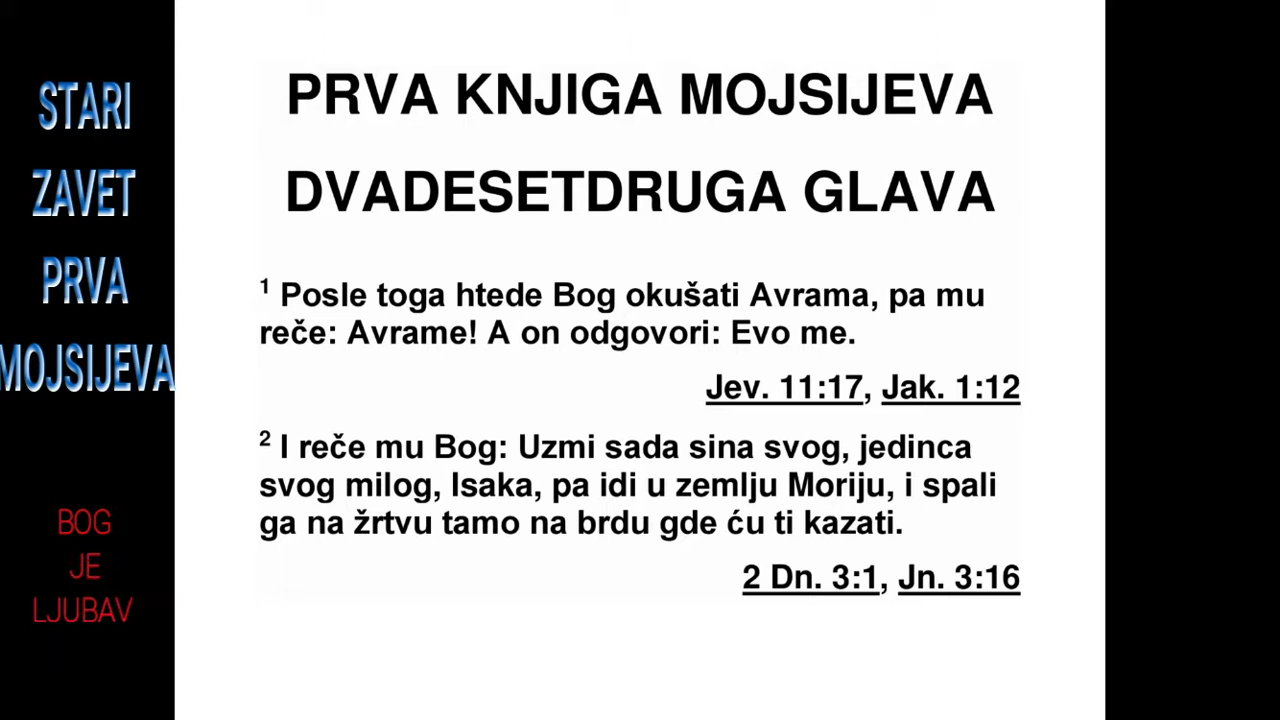 STARI
ZAVET
PRVA
MOJSIJEVA
BOG
JE
LJUBAV
PRVA KNJIGA MOJSIJEVA
DVADESETDRUGA GLAVA
1 Posle toga htede Bog okušati Avrama, pa mu
reče: Avrame! A on odgovori: Evo me.
Jev. 11:17, Jak. 1:12
2 I reče mu Bog: Uzmi sada sina svog, jedinca
svog milog, Isaka, pa idi u zemlju Moriju, i spali
ga na žrtvu tamo na brdu gde ću ti kazati.
2 Dn. 3:1, Jn. 3:16